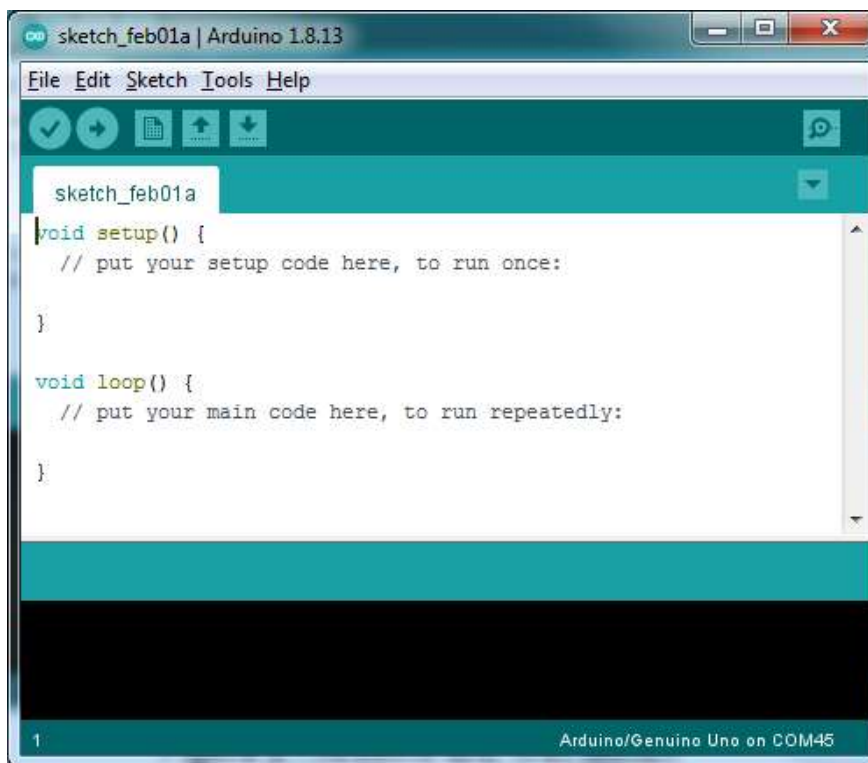 sketch_feb01a | Arduino 1.8.13
File Edit Sketch Tools Help
sketch_feb01a
void setup() {
  // put your setup code here, to run once:
}
void loop() {
  // put your main code here, to run repeatedly:
}
1 Arduino/Genuino Uno on COM45